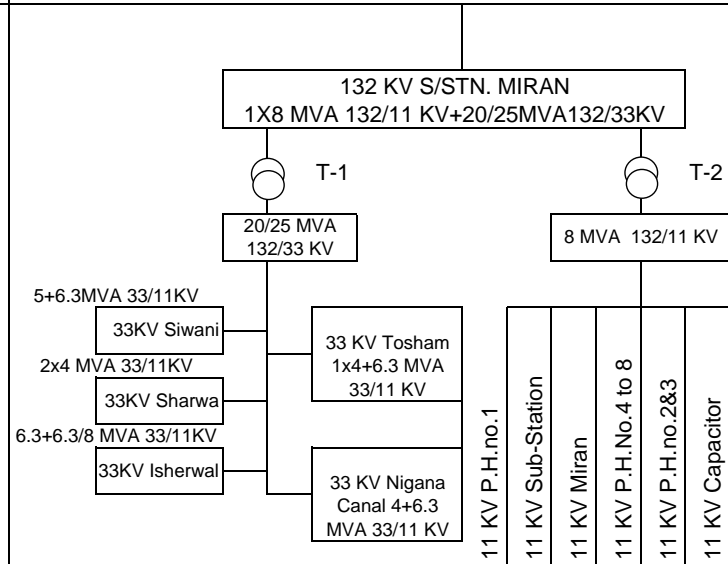 132 KV S/STN. MIRAN
1X8 MVA 132/11 KV+20/25MVA132/33KV
T-1
T-2
20/25 MVA
132/33 KV
8 MVA 132/11 KV
5+6.3MVA 33/11KV
33KV Siwani
2x4 MVA 33/11KV
33KV Sharwa
6.3+6.3/8 MVA 33/11KV
33KV Isherwal
33 KV Tosham
1x4+6.3 MVA
33/11 KV
33 KV Nigana
Canal 4+6.3
MVA 33/11 KV
11 KV P.H.no.1
11 KV Sub-Station
11 KV Miran
11 KV P.H.No.4 to 8
11 KV P.H.no.2&3
11 KV Capacitor